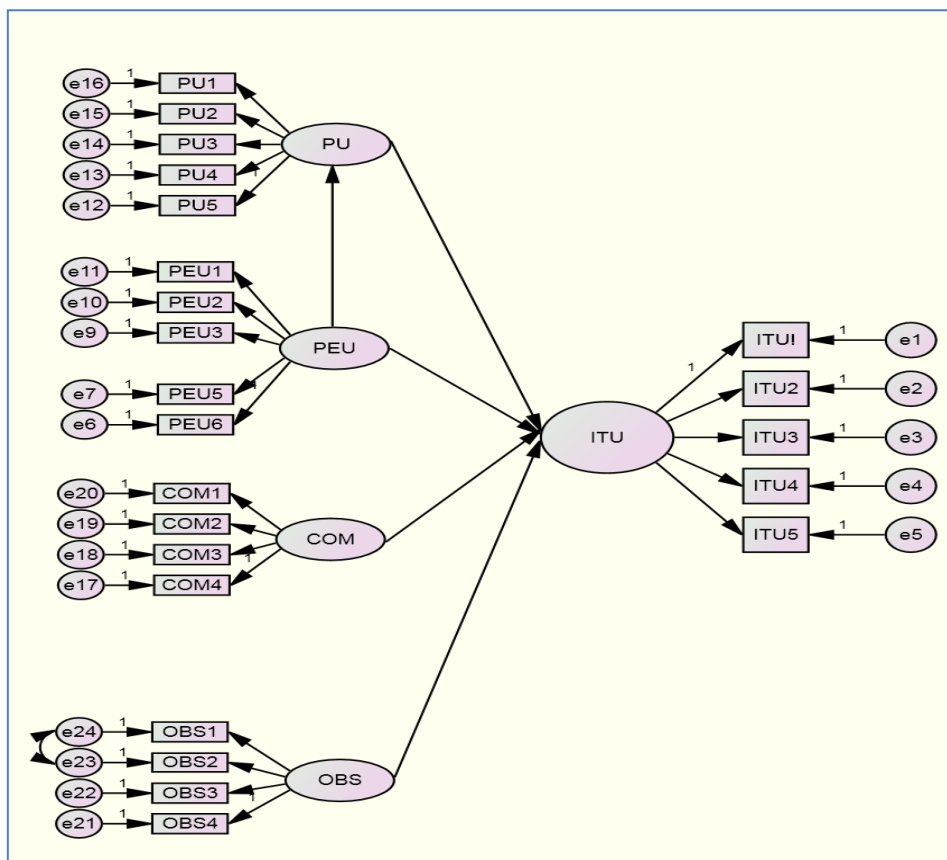 e16 1 PU1
e15 1 PU2
e14 1 PU3
e13 1 PU4 1
e12 1 PU5
PU
e11 1 PEU1
e10 1 PEU2
e9 1 PEU3
e7 1 PEU5 1
e6 1 PEU6
PEU
e20 1 COM1
e19 1 COM2
e18 1 COM3
e17 1 COM4 1
COM
e24 1 OBS1
e23 1 OBS2
e22 1 OBS3
e21 1 OBS4 1
OBS
ITU
1 ITU! 1 e1
ITU2 1 e2
ITU3 1 e3
ITU4 1 e4
ITU5 1 e5